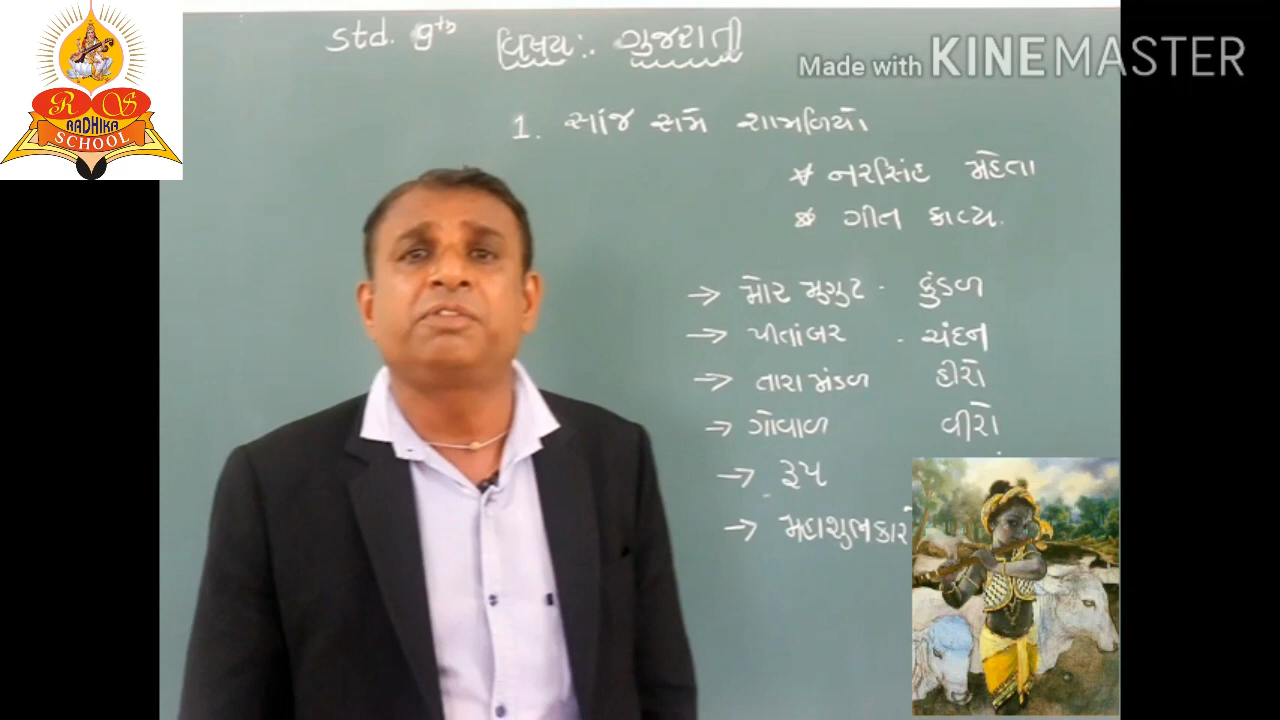 R S
RADHIKA
SCHOOL
Made with KINEMASTER
std. 9th વિષય:. ગુજરાતી
1. સાંજ સમે શામળિયો
* નરસિંહ મહેતા
* ગીત કાવ્ય.
→ મોર મુગુટ . કુંડળ
→ પીતાંબર . ચંદન
→ તારા મંડળ હીરો
→ ગોવાળ વીરો
→ રૂપ
→ મહાશુભકારી